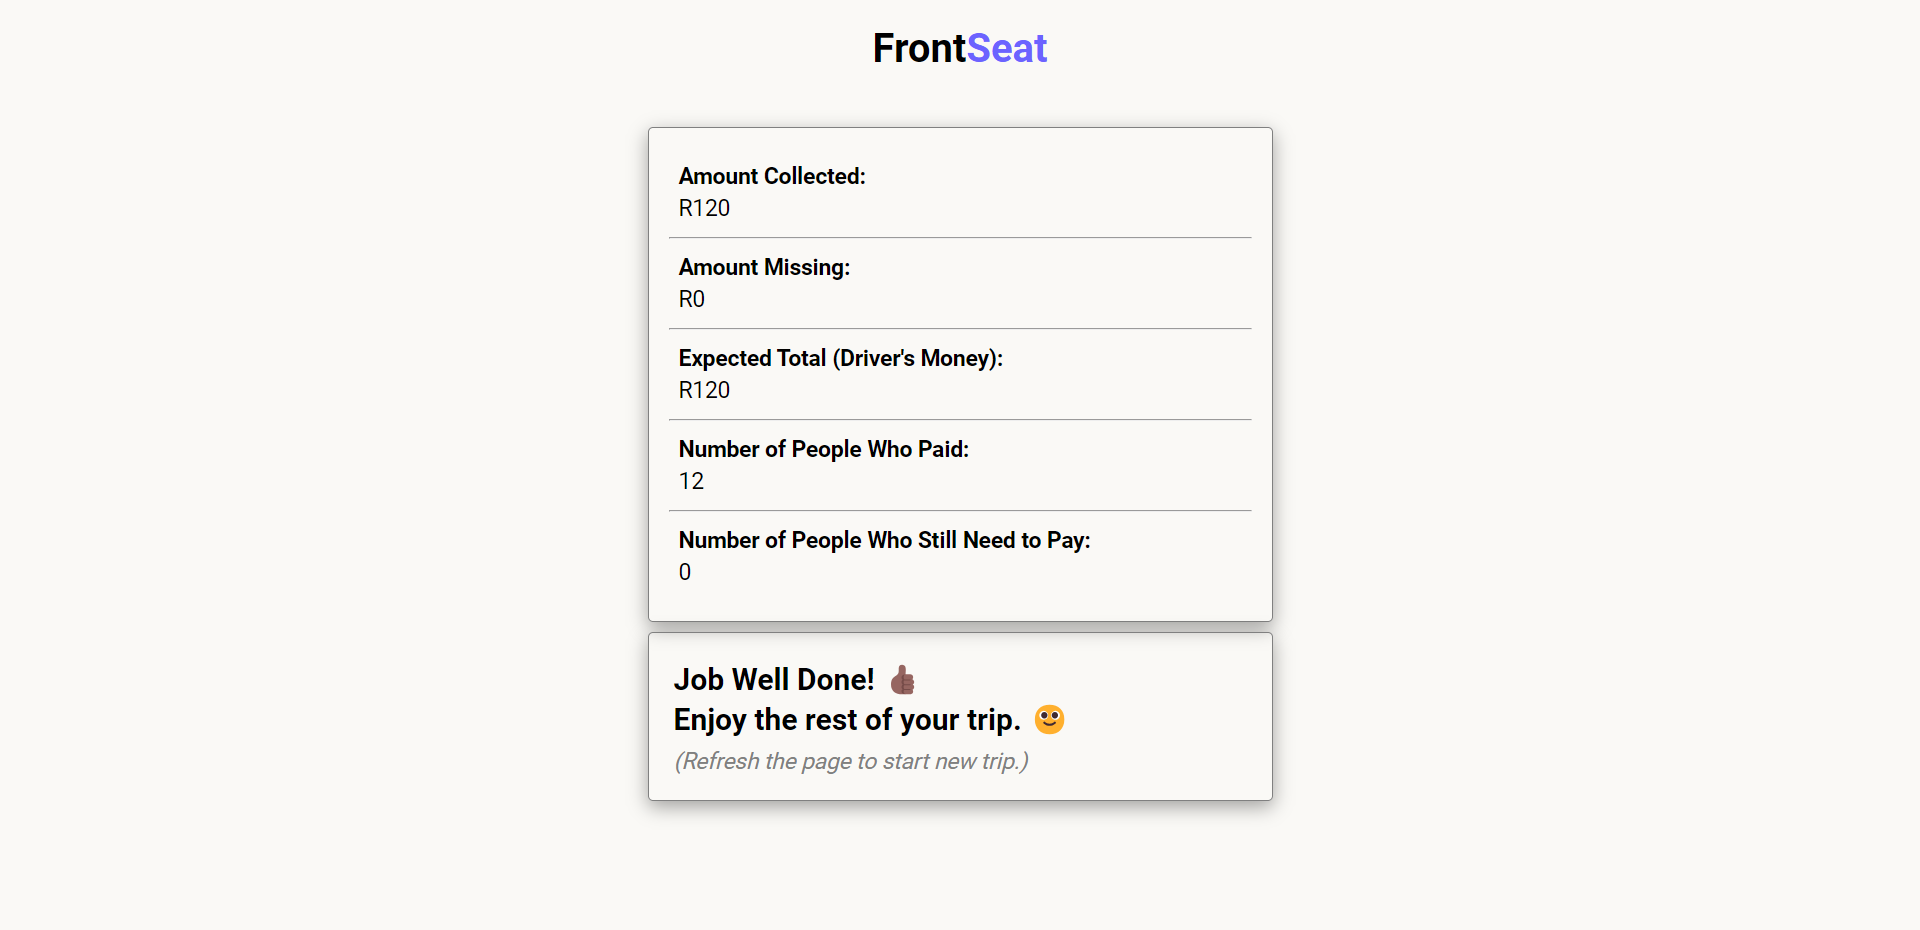 FrontSeat
Amount Collected:
R120
Amount Missing:
R0
Expected Total (Driver's Money):
R120
Number of People Who Paid:
12
Number of People Who Still Need to Pay:
0
Job Well Done! 👍🏾
Enjoy the rest of your trip. 🙂
(Refresh the page to start new trip.)